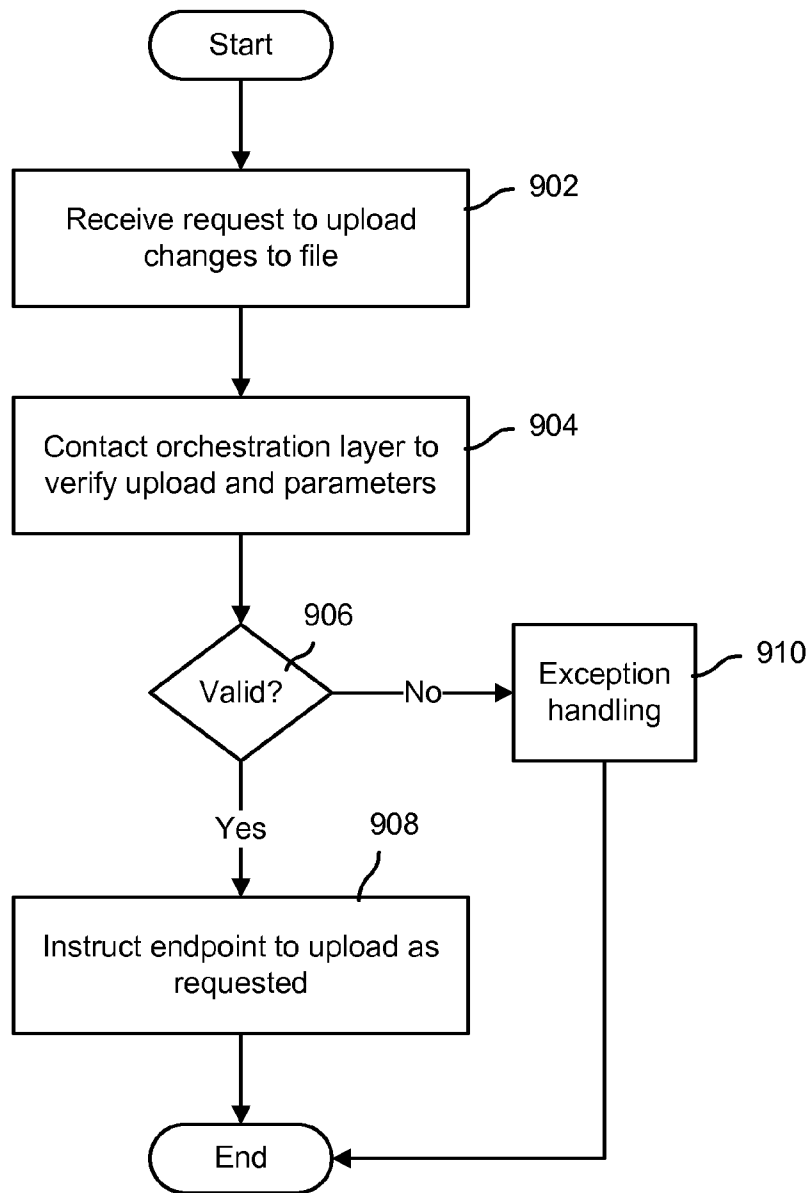 Start
902
Receive request to upload
changes to file
904
Contact orchestration layer to
verify upload and parameters
906
Valid?
No
Exception
handling
910
Yes
908
Instruct endpoint to upload as
requested
End